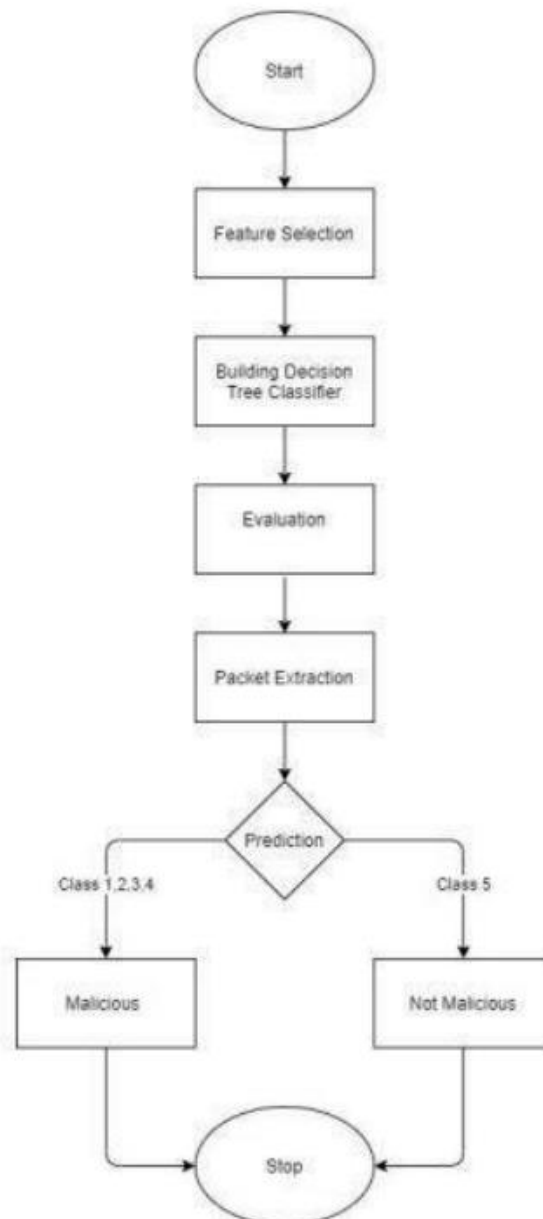 Start
Feature Selection
Building Decision
Tree Classifier
Evaluation
Packet Extraction
Prediction
Class 1,2,3,4
Class 5
Malicious
Not Malicious
Stop